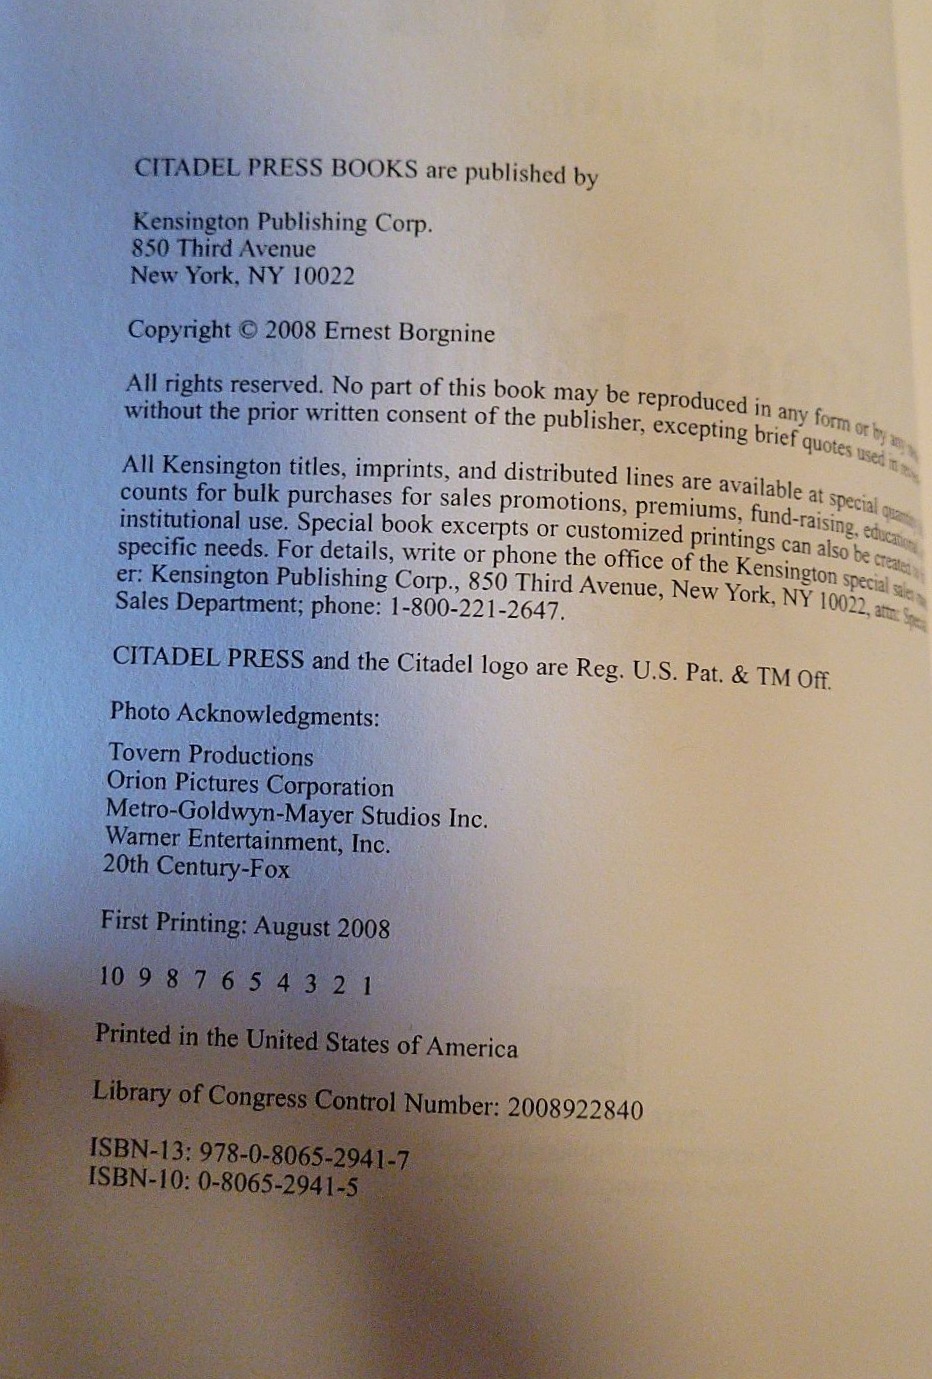 CITADEL PRESS BOOKS are published by
Kensington Publishing Corp.
850 Third Avenue
New York, NY 10022
Copyright © 2008 Ernest Borgnine
All rights reserved. No part of this book may be reproduced in any form or by any
without the prior written consent of the publisher, excepting brief quotes used in
All Kensington titles, imprints, and distributed lines are available at special
counts for bulk purchases for sales promotions, premiums, fund-raising,
institutional use. Special book excerpts or customized printings can also be created
specific needs. For details, write or phone the office of the Kensington special sales
er: Kensington Publishing Corp., 850 Third Avenue, New York, NY 10022, attn:
Sales Department; phone: 1-800-221-2647.
CITADEL PRESS and the Citadel logo are Reg. U.S. Pat. & TM Off.
Photo Acknowledgments:
Tovern Productions
Orion Pictures Corporation
Metro-Goldwyn-Mayer Studios Inc.
Warner Entertainment, Inc.
20th Century-Fox
First Printing: August 2008
10 9 8 7 6 5 4 3 2 1
Printed in the United States of America
Library of Congress Control Number: 2008922840
ISBN-13: 978-0-8065-2941-7
ISBN-10: 0-8065-2941-5